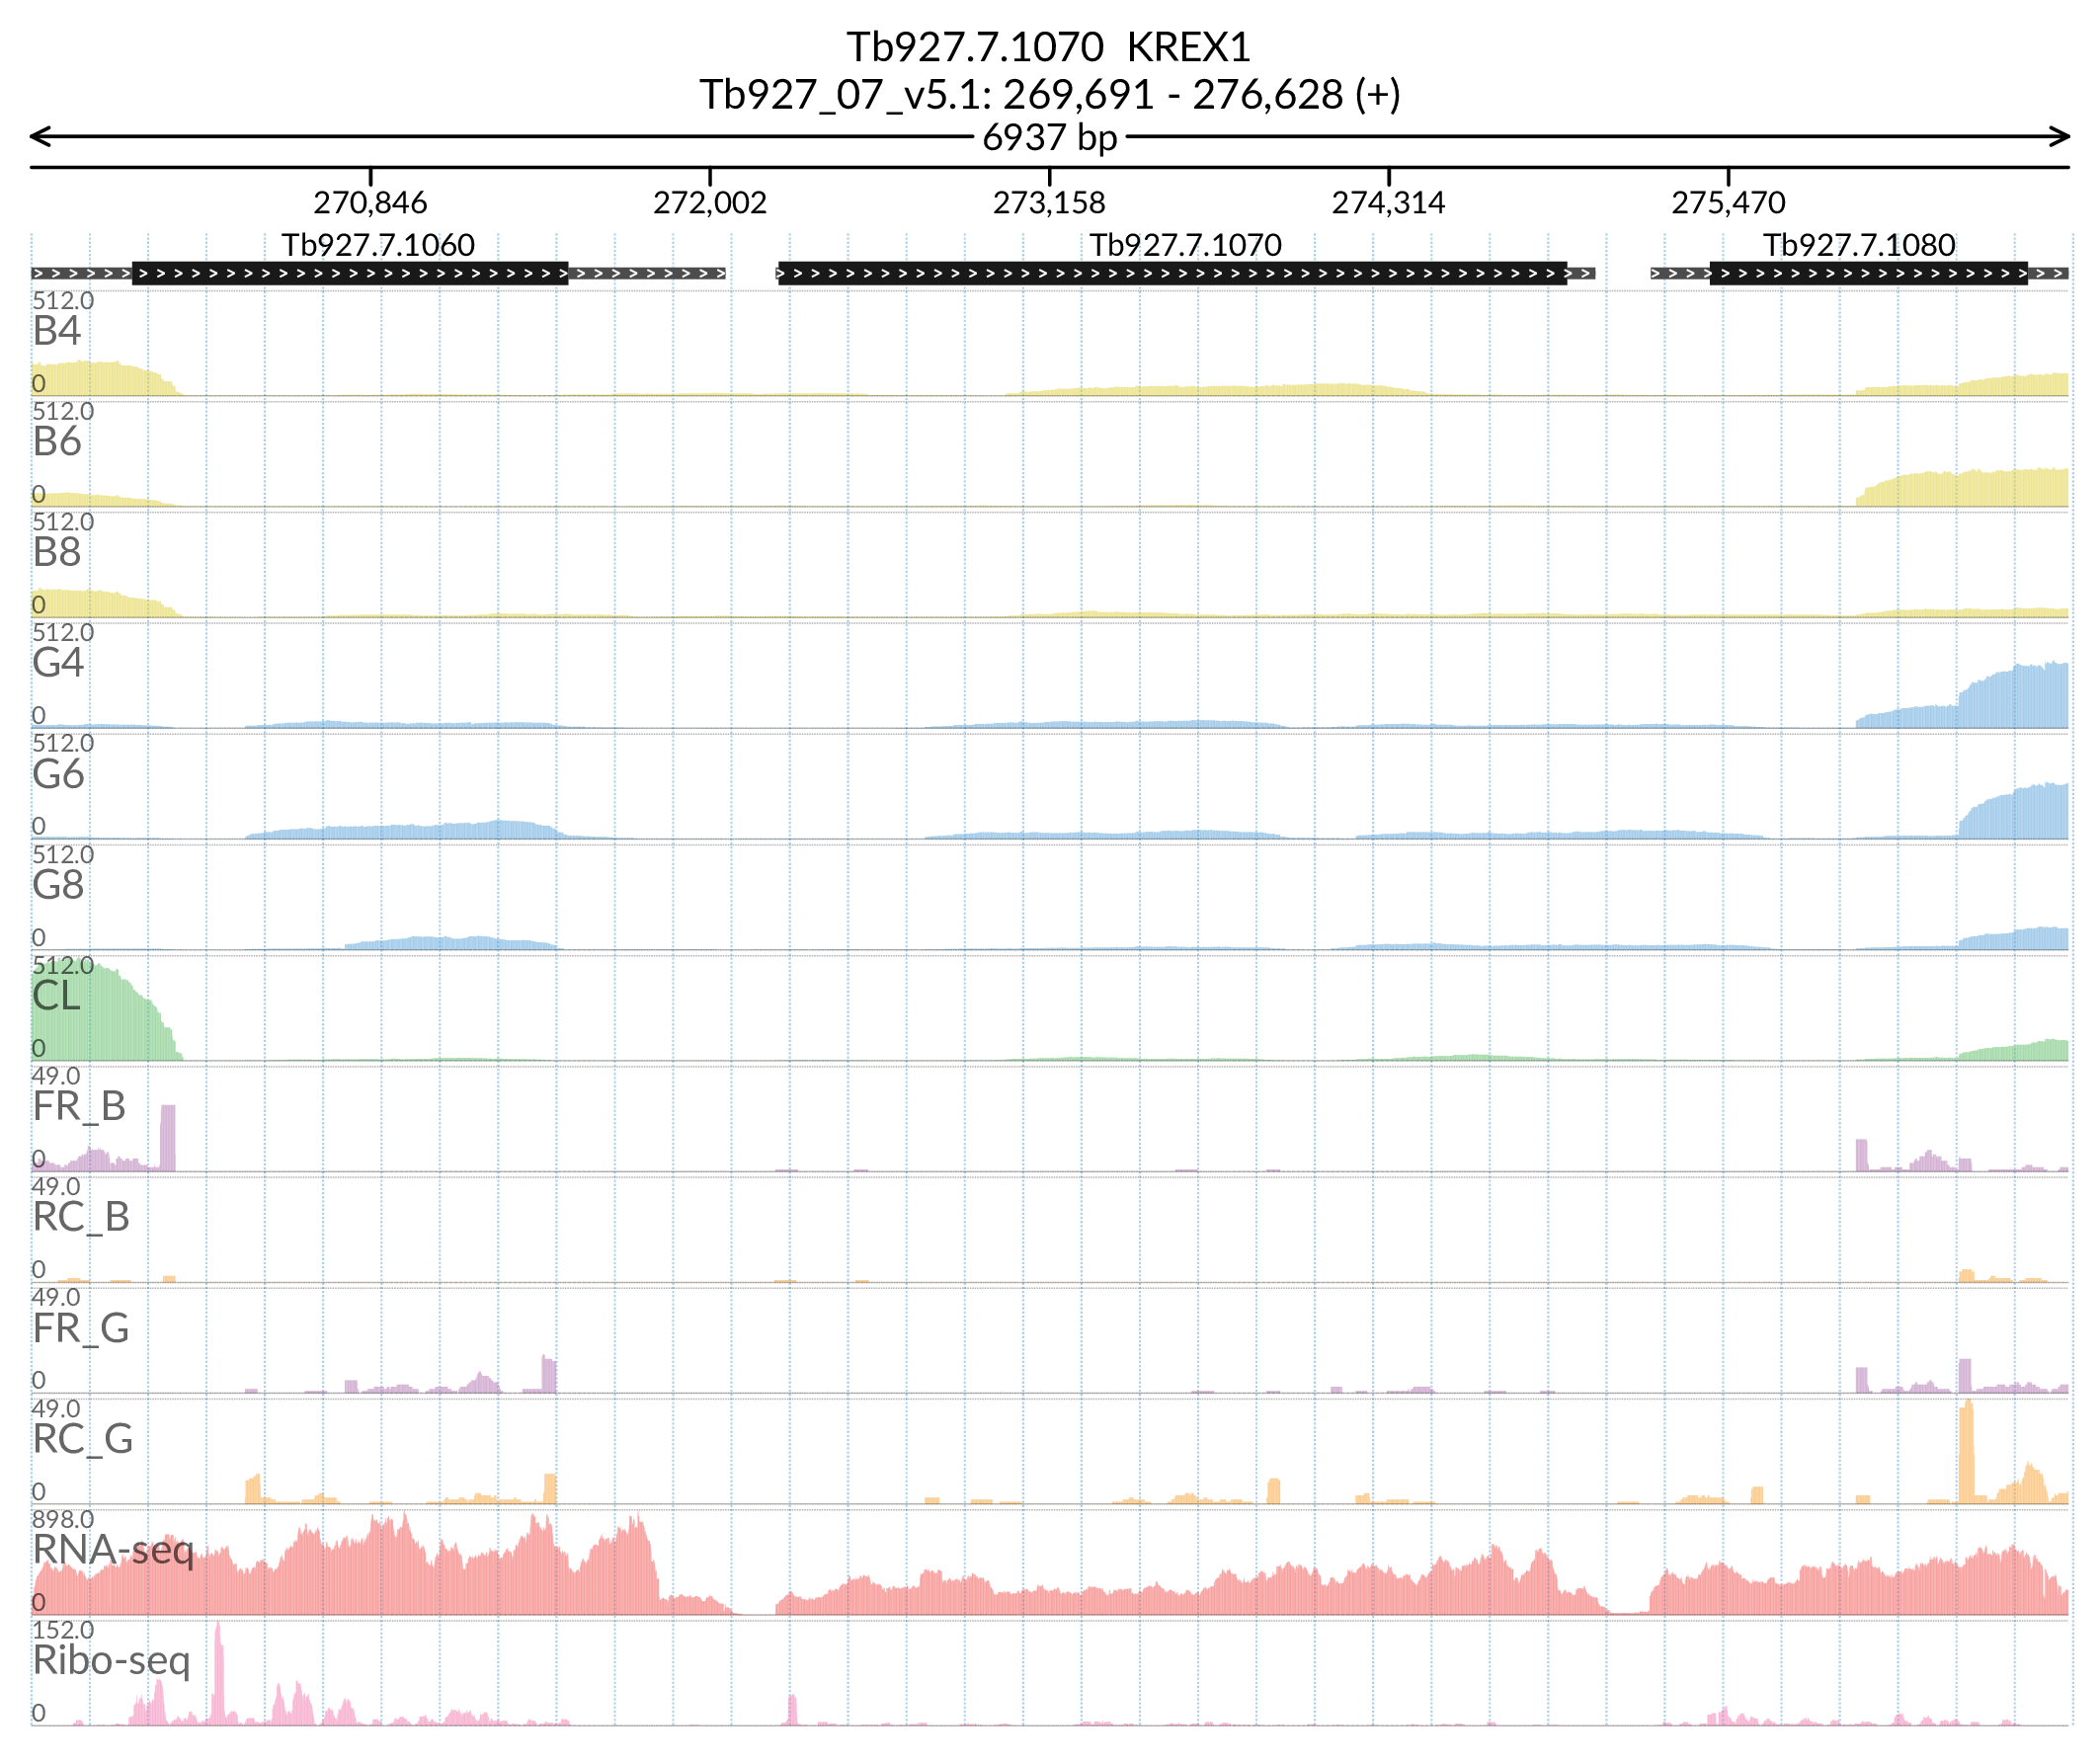 Tb927.7.1070 KREX1
Tb927_07_v5.1: 269,691 - 276,628 (+)
6937 bp
270,846 272,002 273,158 274,314 275,470
Tb927.7.1060 Tb927.7.1070 Tb927.7.1080
512.0
B4
0
512.0
B6
0
512.0
B8
0
512.0
G4
0
512.0
G6
0
512.0
G8
0
512.0
CL
0
49.0
FR_B
0
49.0
RC_B
0
49.0
FR_G
0
49.0
RC_G
0
898.0
RNA-seq
0
152.0
Ribo-seq
0